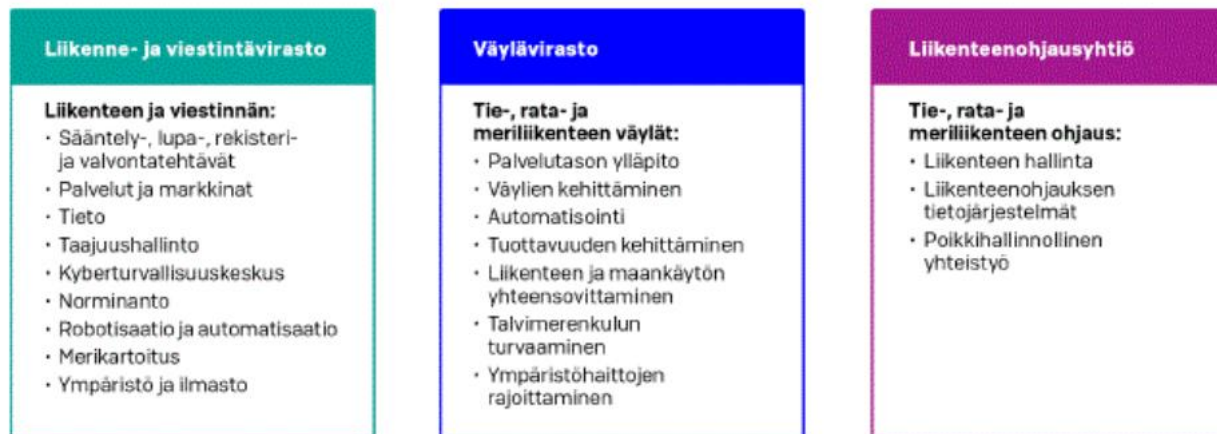 Liikenne- ja viestintävirasto
Liikenteen ja viestinnän:
· Sääntely-, lupa-, rekisteri-
ja valvontatehtävät
· Palvelut ja markkinat
· Tieto
· Taajuushallinto
· Kyberturvallisuuskeskus
· Norminanto
· Robotisaatio ja automatisaatio
· Merikartoitus
· Ympäristö ja ilmasto
Väylävirasto
Tie-, rata- ja
meriliikenteen väylät:
· Palvelutason ylläpito
· Väylien kehittäminen
· Automatisointi
· Tuottavuuden kehittäminen
· Liikenteen ja maankäytön
yhteensovittaminen
· Talvimerenkulun
turvaaminen
· Ympäristöhaittojen
rajoittaminen
Liikenteenohjausyhtiö
Tie-, rata- ja
meriliikenteen ohjaus:
· Liikenteen hallinta
· Liikenteenohjauksen
tietojärjestelmät
· Poikkihallinnollinen
yhteistyö